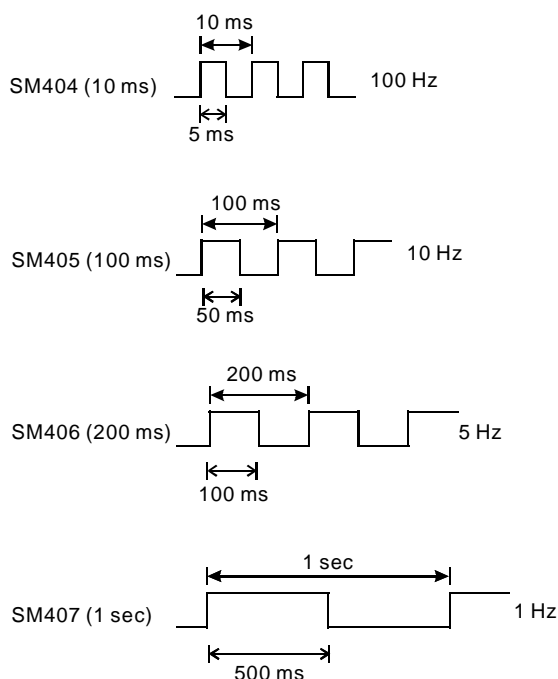 10 ms
SM404 (10 ms)
100 Hz
5 ms
100 ms
SM405 (100 ms)
10 Hz
50 ms
200 ms
SM406 (200 ms)
5 Hz
100 ms
1 sec
SM407 (1 sec)
1 Hz
500 ms